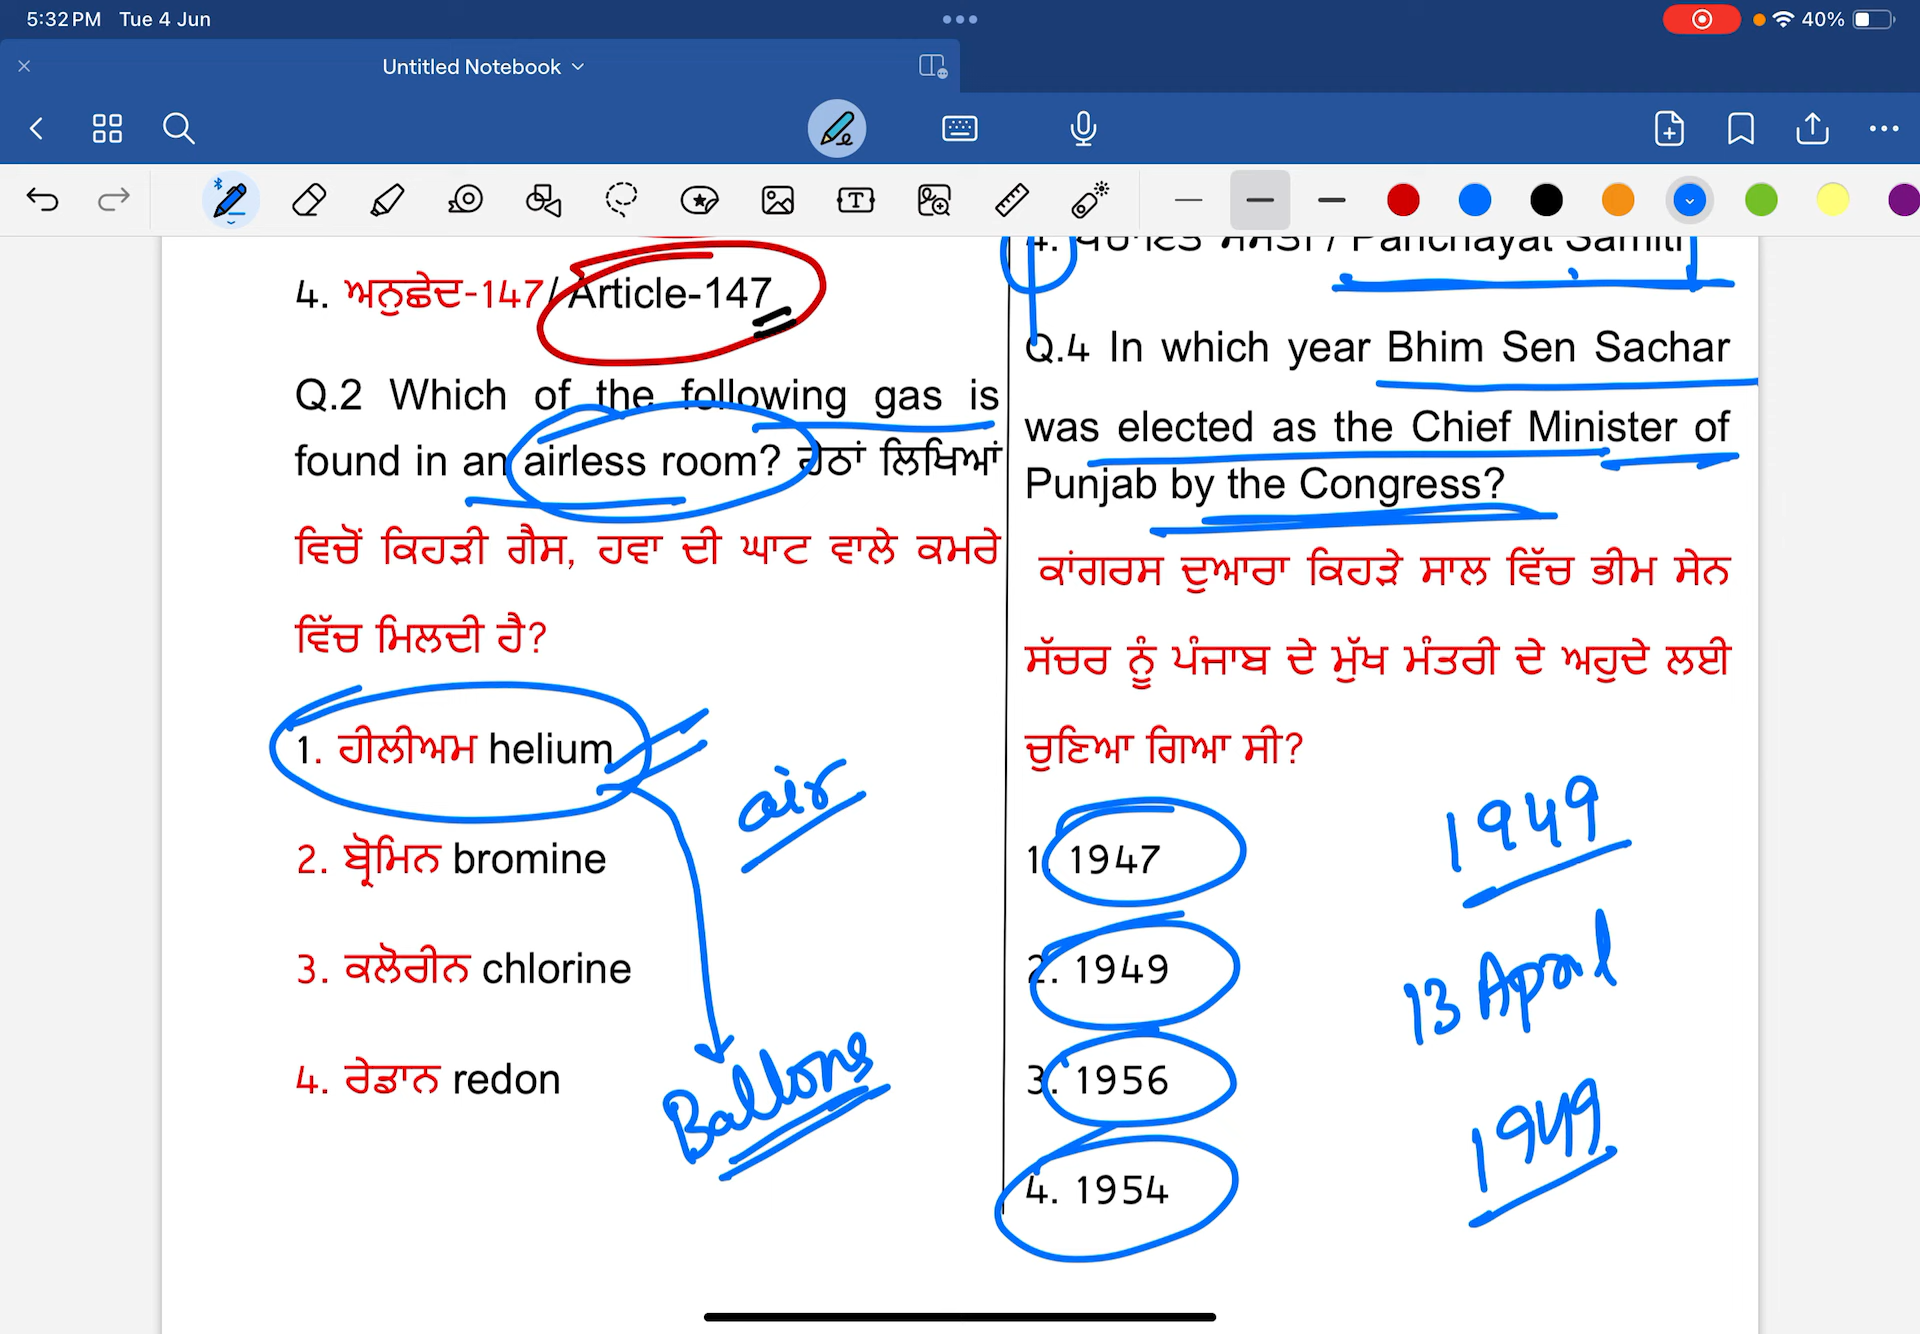 5:32 PM Tue 4 Jun
40%
Untitled Notebook
4. ਅਨੁਛੇਦ-147/ Article-147
Q.2 Which of the following gas is
found in an airless room? ਹੇਠਾਂ ਲਿਖਿਆਂ
ਵਿਚੋਂ ਕਿਹੜੀ ਗੈਸ, ਹਵਾ ਦੀ ਘਾਟ ਵਾਲੇ ਕਮਰੇ
ਵਿੱਚ ਮਿਲਦੀ ਹੈ?
1. ਹੀਲੀਅਮ helium
2. ਬ੍ਰੋਮਿਨ bromine
3. ਕਲੋਰੀਨ chlorine
4. ਰੇਡਾਨ redon
air
Ballons
4. ਪੰਚਾਇਤ ਸਮਿਤੀ / Panchayat Samiti
Q.4 In which year Bhim Sen Sachar
was elected as the Chief Minister of
Punjab by the Congress?
ਕਾਂਗਰਸ ਦੁਆਰਾ ਕਿਹੜੇ ਸਾਲ ਵਿੱਚ ਭੀਮ ਸੇਨ
ਸੱਚਰ ਨੂੰ ਪੰਜਾਬ ਦੇ ਮੁੱਖ ਮੰਤਰੀ ਦੇ ਅਹੁਦੇ ਲਈ
ਚੁਣਿਆ ਗਿਆ ਸੀ?
1. 1947
2. 1949
3. 1956
4. 1954
1949
13 April
1949